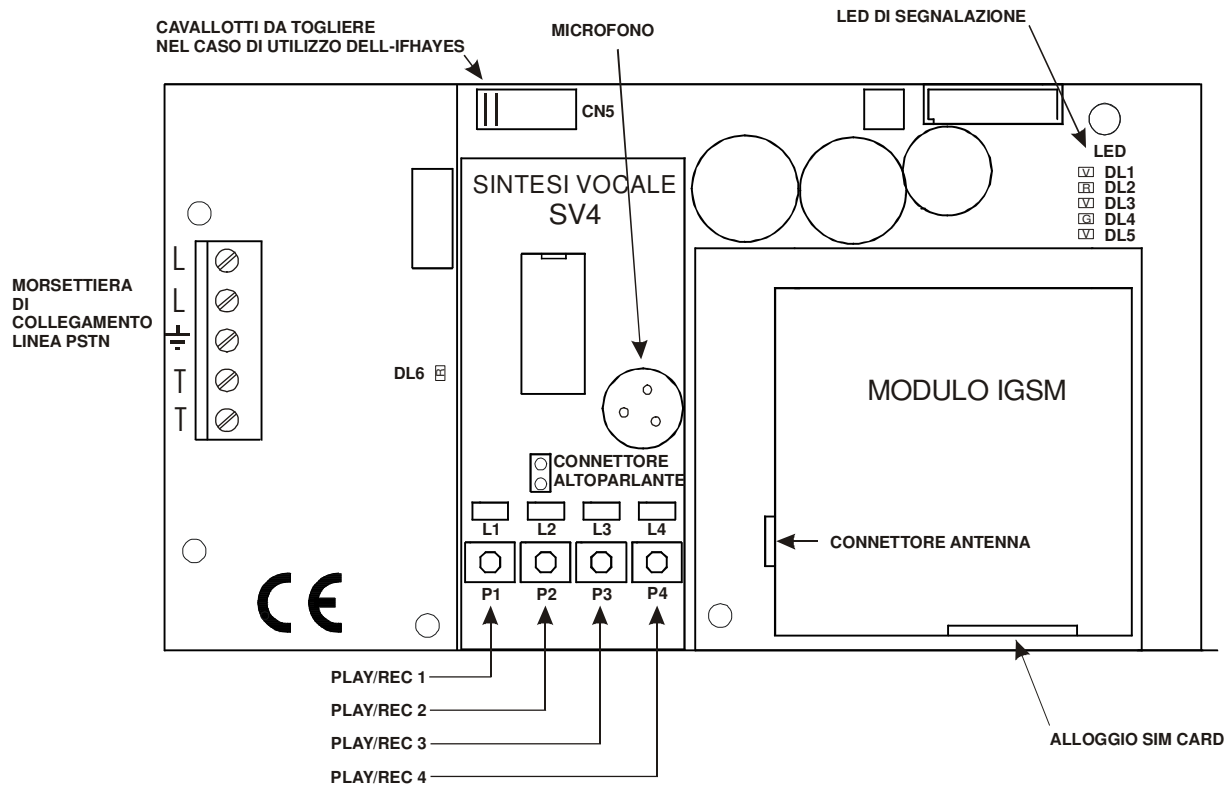 CAVALLOTTI DA TOGLIERE
NEL CASO DI UTILIZZO DELL-IFHAYES
MICROFONO
LED DI SEGNALAZIONE
CN5
LED
V DL1
R DL2
V DL3
G DL4
V DL5
SINTESI VOCALE
SV4
MORSETTIERA
DI
COLLEGAMENTO
LINEA PSTN
L
L
T
T
DL6 R
MODULO IGSM
CONNETTORE
ALTOPARLANTE
L1 L2 L3 L4
CONNETTORE ANTENNA
P1 P2 P3 P4
CE
PLAY/REC 1
PLAY/REC 2
PLAY/REC 3
PLAY/REC 4
ALLOGGIO SIM CARD